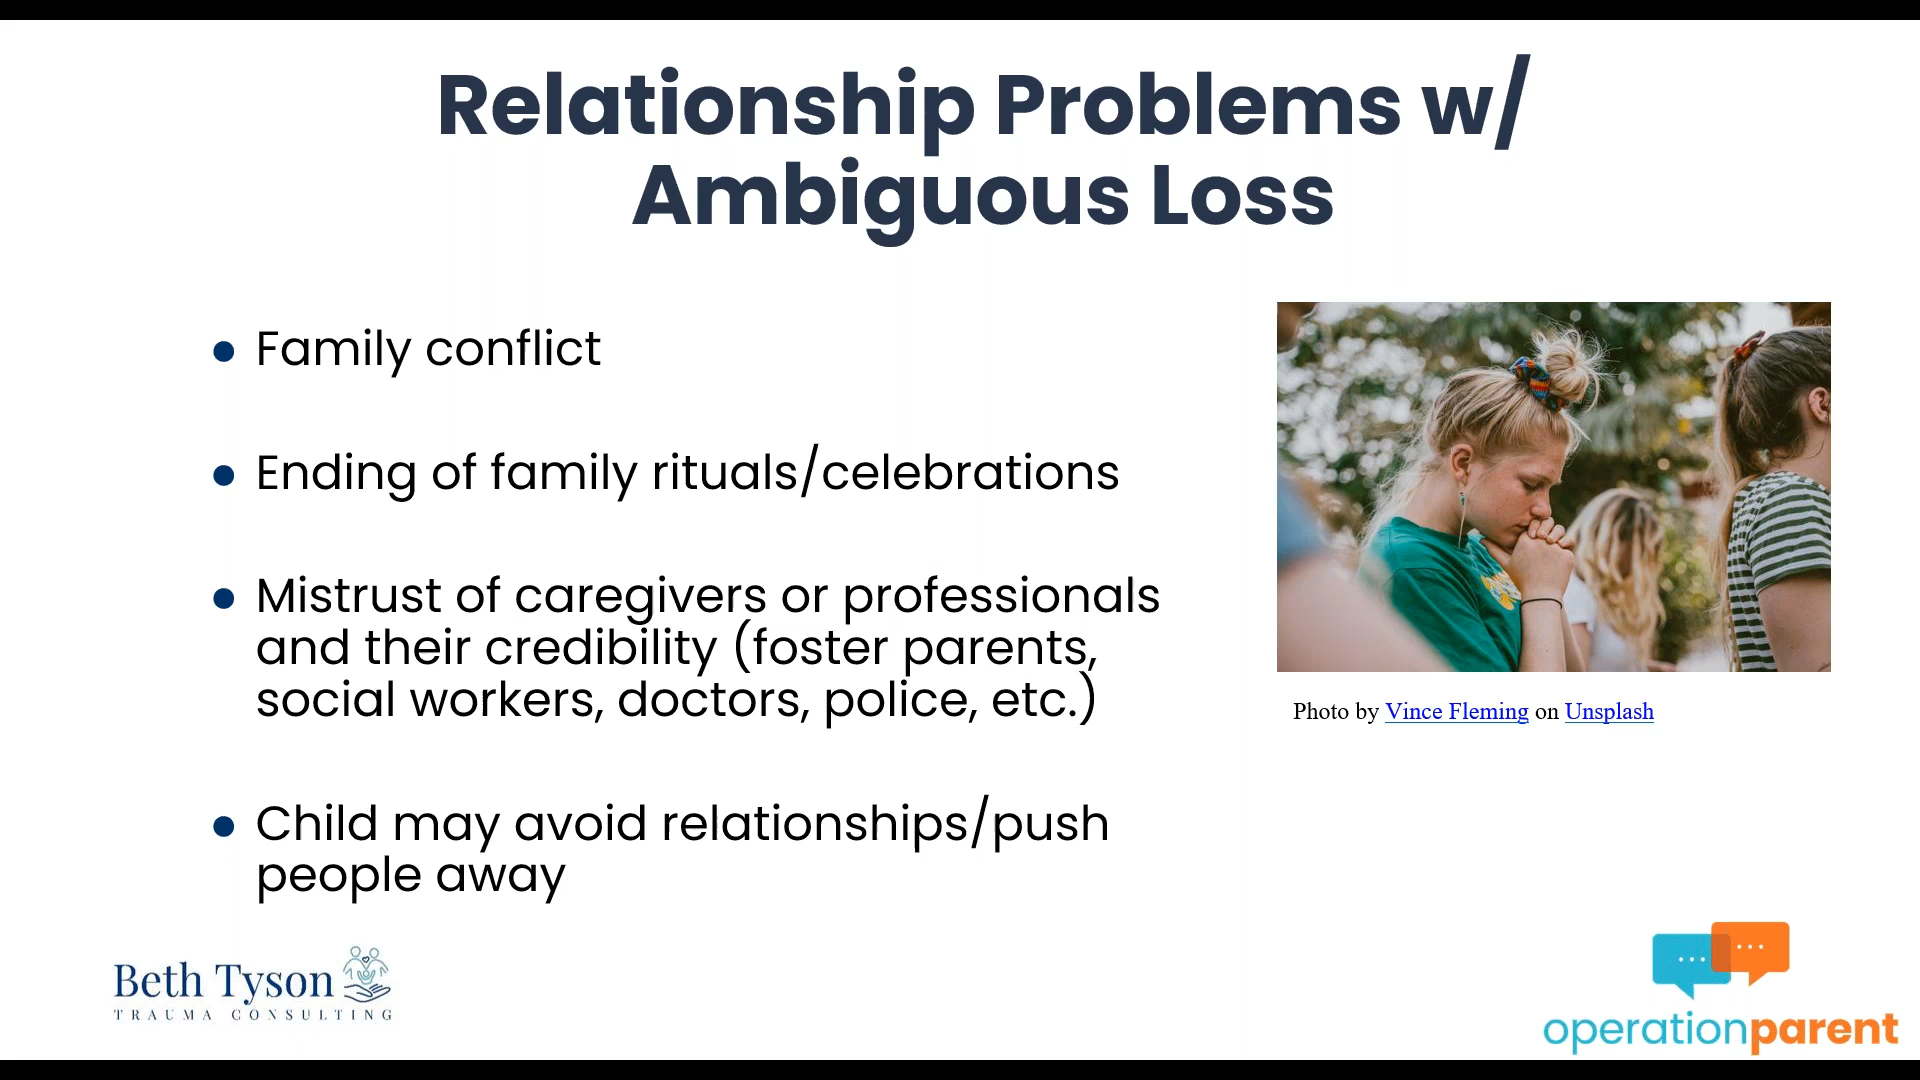 Relationship Problems w/
Ambiguous Loss
● Family conflict
● Ending of family rituals/celebrations
● Mistrust of caregivers or professionals
and their credibility (foster parents,
social workers, doctors, police, etc.)
● Child may avoid relationships/push
people away
Photo by Vince Fleming on Unsplash
Beth Tyson
TRAUMA CONSULTING
operationparent